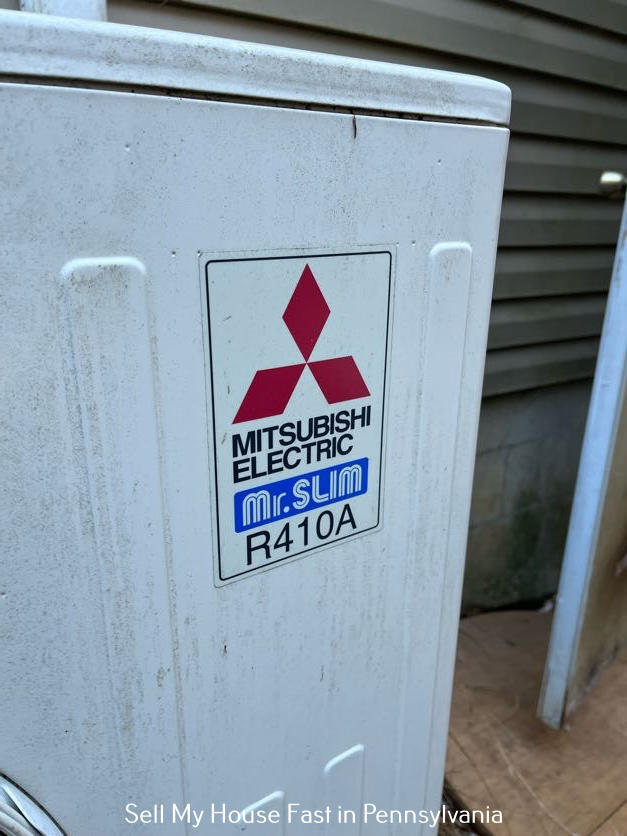 MITSUBISHI
ELECTRIC
Mr.SLIM
R410A
Sell My House Fast in Pennsylvania